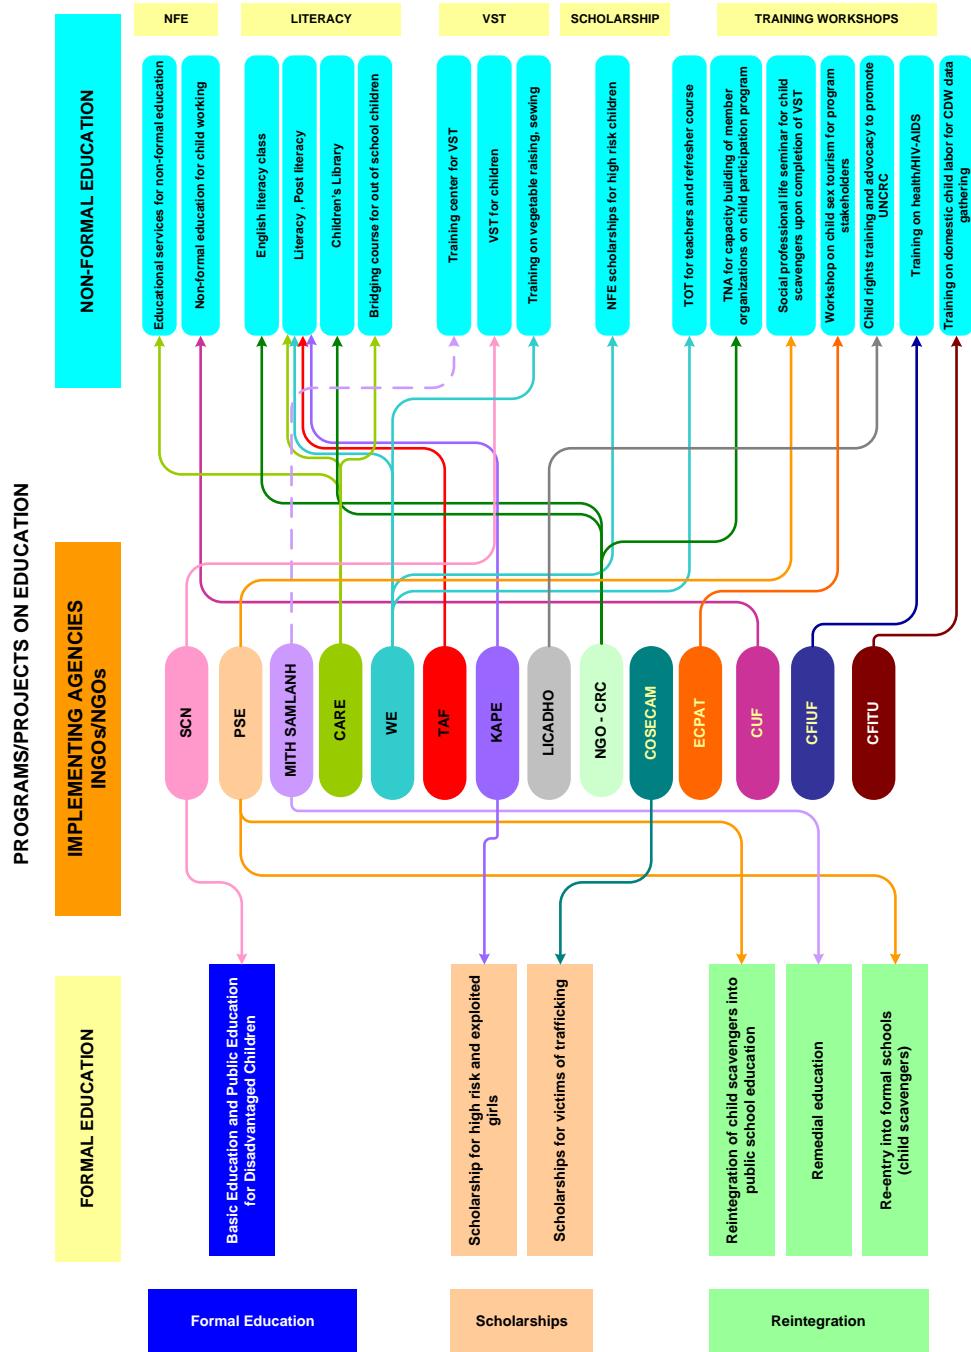 PROGRAMS/PROJECTS ON EDUCATION
NFE
LITERACY
VST
SCHOLARSHIP
TRAINING WORKSHOPS
NON-FORMAL EDUCATION
Educational services for non-formal education
Non-formal education for child working
English literacy class
Literacy , Post literacy
Children's Library
Bridging course for out of school children
Training center for VST
VST for children
Training on vegetable raising, sewing
NFE scholarships for high risk children
TOT for teachers and refresher course
TNA for capacity building of member
organizations on child participation program
Social professional life seminar for child
scavengers upon completion of VST
Workshop on child sex tourism for program
stakeholders
Child rights training and advocacy to promote
UNCRC
Training on health/HIV-AIDS
Training on domestic child labor for CDW data
gathering
IMPLEMENTING AGENCIES
INGOs/NGOs
SCN
PSE
MITH SAMLANH
CARE
WE
TAF
KAPE
LICADHO
NGO - CRC
COSECAM
ECPAT
CUF
CFIUF
CFITU
FORMAL EDUCATION
Basic Education and Public Education
for Disadvantaged Children
Scholarship for high risk and exploited
girls
Scholarships for victims of trafficking
Reintegration of child scavengers into
public school education
Remedial education
Re-entry into formal schools
(child scavengers)
Formal Education
Scholarships
Reintegration